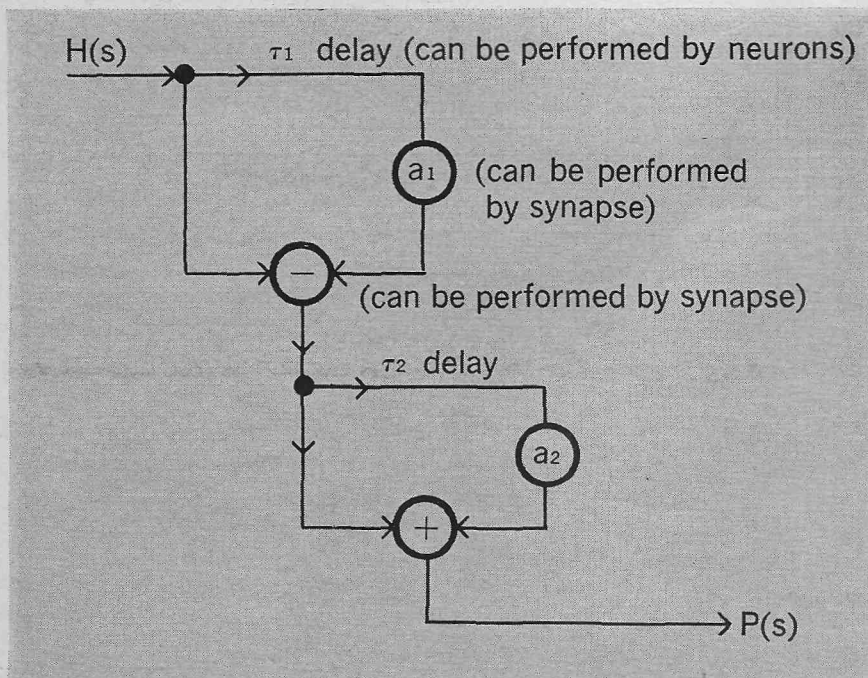 H(s) τ1 delay (can be performed by neurons)
a1 (can be performed
by synapse)
−
(can be performed by synapse)
τ2 delay
a2
+
P(s)